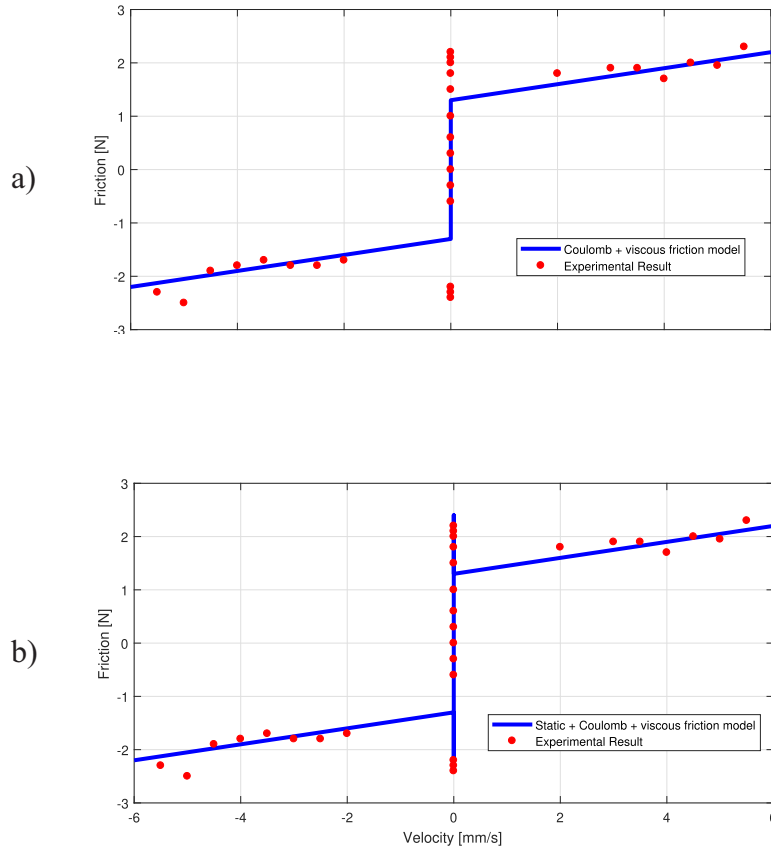 a)
3
2
1
0
-1
-2
-3
Friction [N]
Coulomb + viscous friction model
Experimental Result
b)
3
2
1
0
-1
-2
-3
Friction [N]
Static + Coulomb + viscous friction model
Experimental Result
-6 -4 -2 0 2 4 6
Velocity [mm/s]